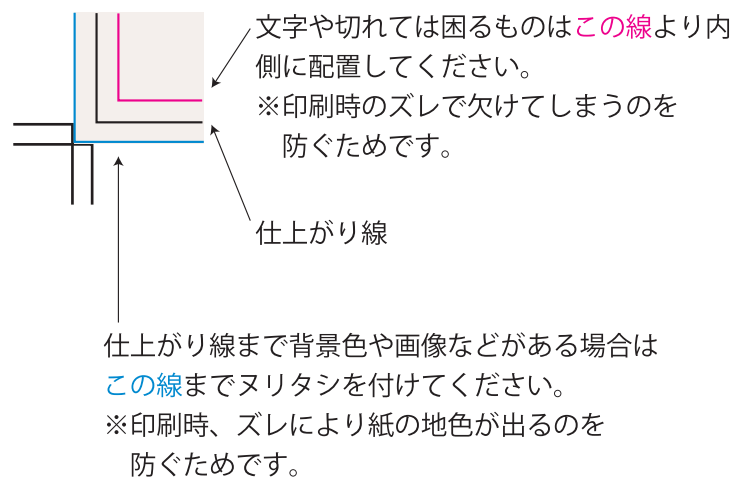 文字や切れては困るものはこの線より内
側に配置してください。
※印刷時のズレで欠けてしまうのを
防ぐためです。
仕上がり線
仕上がり線まで背景色や画像などがある場合は
この線までヌリタシを付けてください。
※印刷時、ズレにより紙の地色が出るのを
防ぐためです。